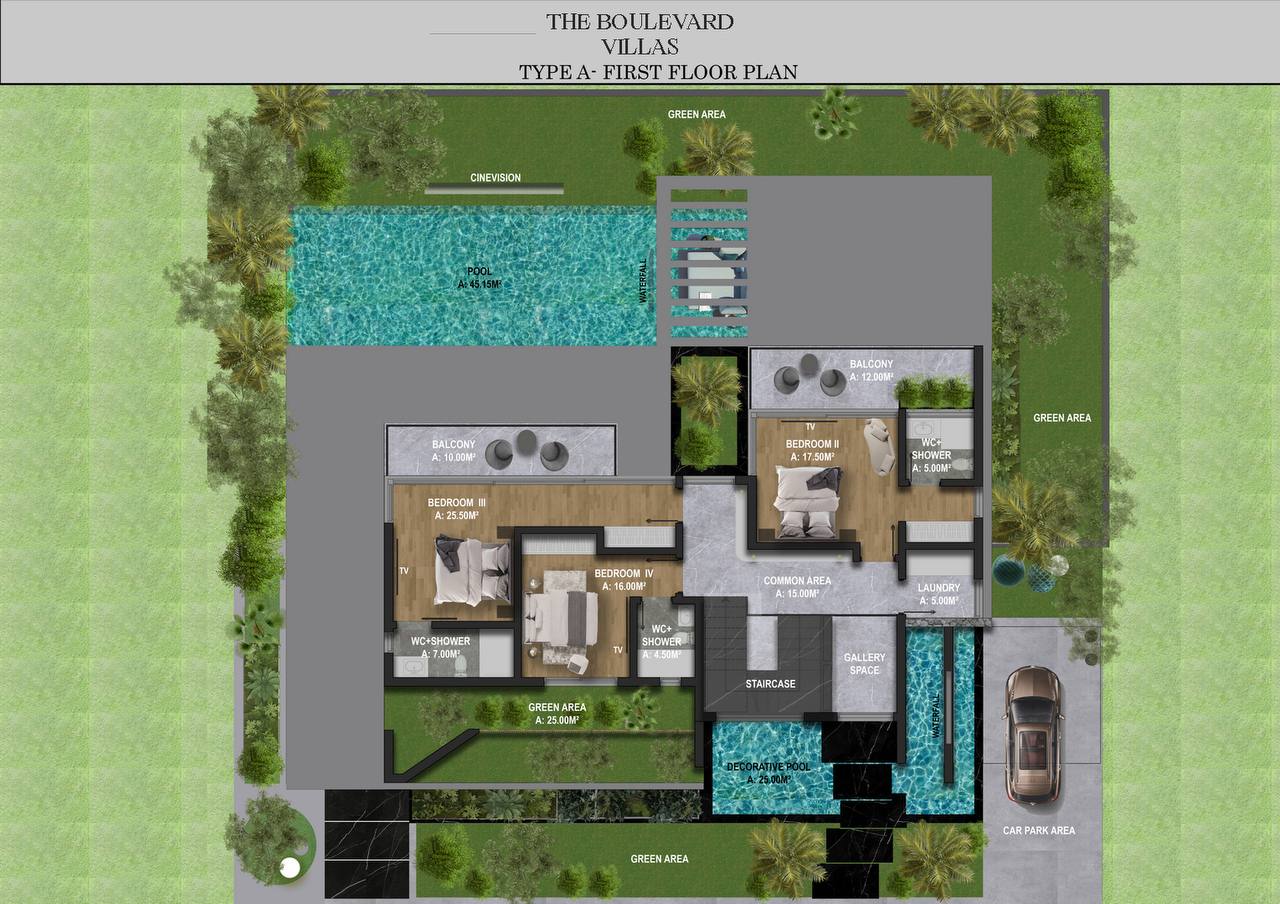 THE BOULEVARD
VILLAS
TYPE A- FIRST FLOOR PLAN
GREEN AREA
CINEVISION
POOL
A: 45.15M²
WATERFALL
BALCONY
A: 12.00M²
GREEN AREA
TV
BEDROOM II
A: 17.50M²
WC+
SHOWER
A: 5.00M²
BALCONY
A: 10.00M²
BEDROOM III
A: 25.50M²
TV
BEDROOM IV
A: 16.00M²
COMMON AREA
A: 15.00M²
LAUNDRY
A: 5.00M²
WC+SHOWER
A: 7.00M²
WC+
SHOWER
A: 4.50M²
TV
GALLERY
SPACE
STAIRCASE
GREEN AREA
A: 25.00M²
WATERFALL
DECORATIVE POOL
A: 25.00M²
CAR PARK AREA
GREEN AREA